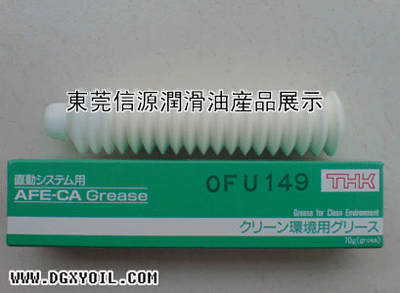 東莞信源潤滑油産品展示
直動システム用
AFE-CA Grease
OFU149
THK
Grease for Clean Environment
クリーン環境用グリース
70g(gross)
WWW.DGXYOIL.COM